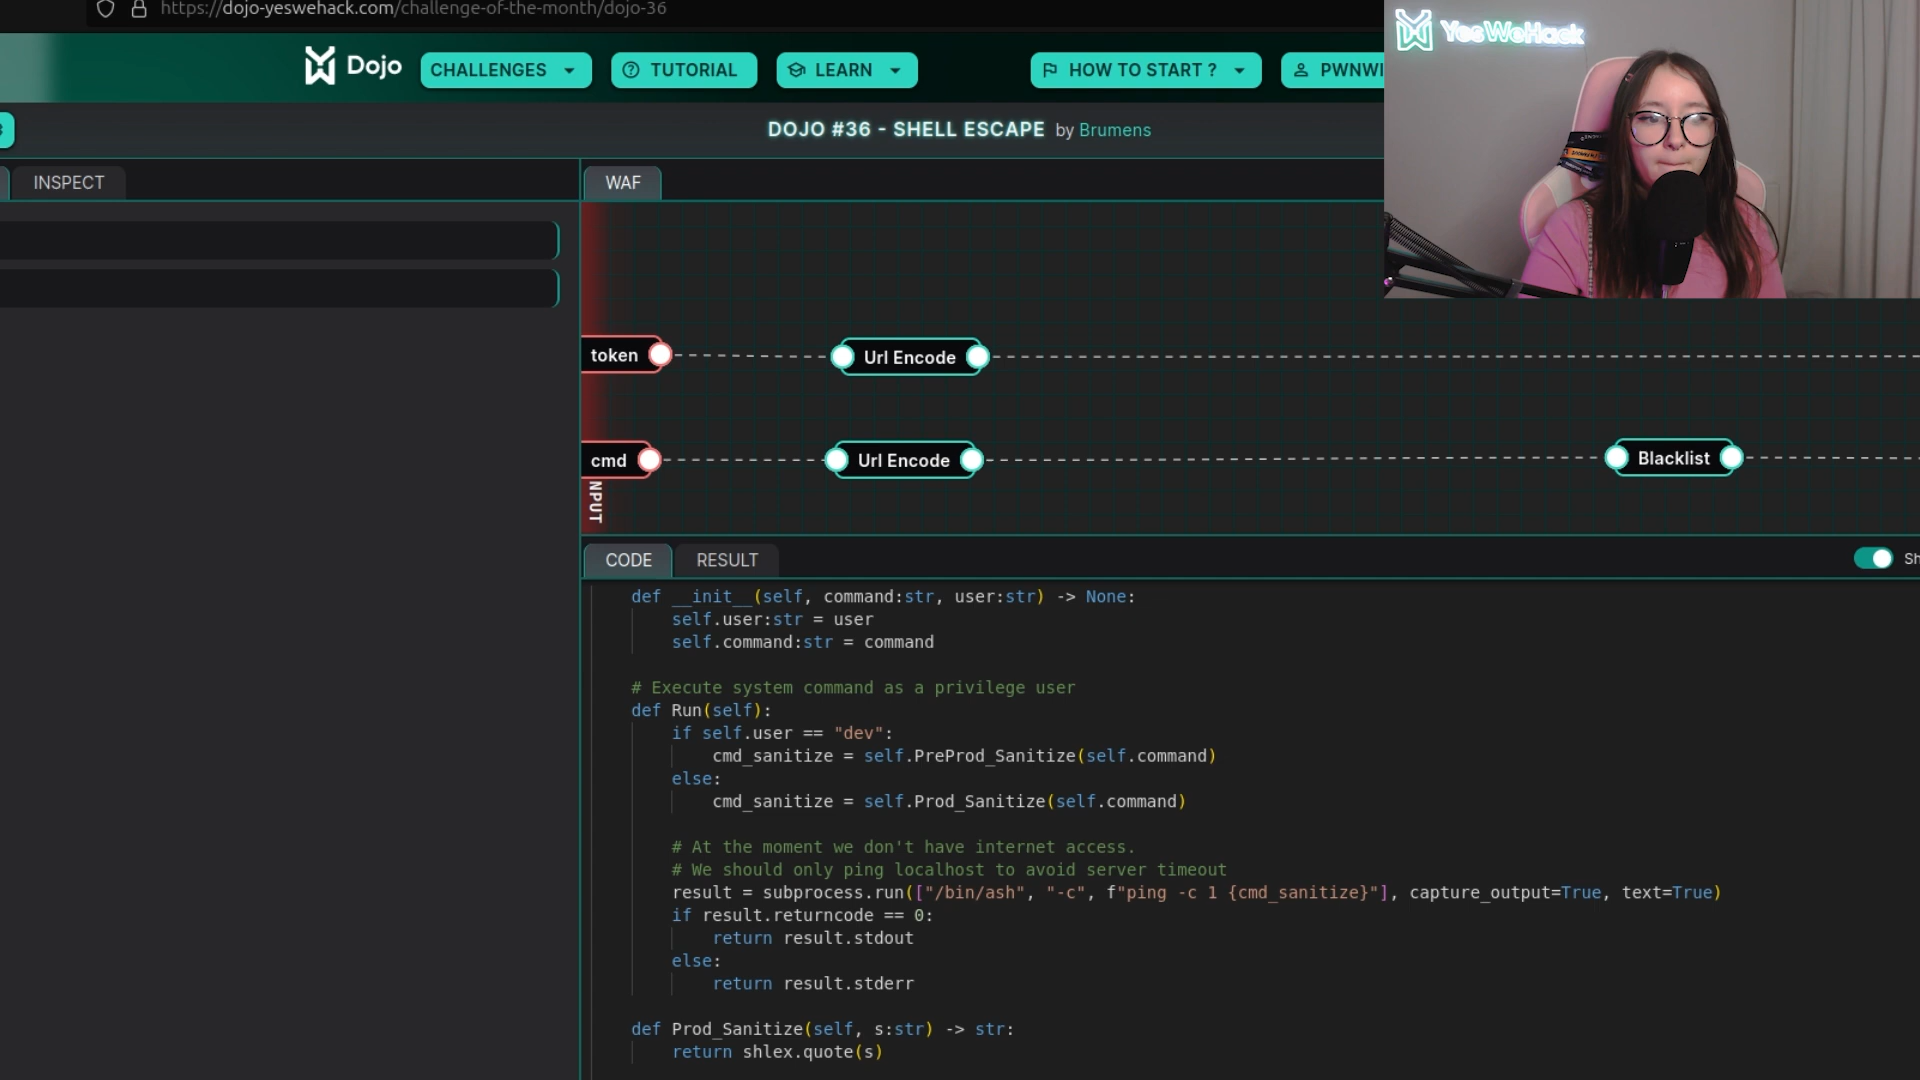 https://dojo-yeswehack.com/challenge-of-the-month/dojo-36
YesWeHack
Dojo
CHALLENGES
TUTORIAL
LEARN
HOW TO START ?
PWNWI
DOJO #36 - SHELL ESCAPE by Brumens
INSPECT
WAF
token
Url Encode
cmd
Url Encode
Blacklist
NPUT
CODE
RESULT
Sh
def __init__(self, command:str, user:str) -> None:
self.user:str = user
self.command:str = command
# Execute system command as a privilege user
def Run(self):
if self.user == "dev":
cmd_sanitize = self.PreProd_Sanitize(self.command)
else:
cmd_sanitize = self.Prod_Sanitize(self.command)
# At the moment we don't have internet access.
# We should only ping localhost to avoid server timeout
result = subprocess.run(["/bin/ash", "-c", f"ping -c 1 {cmd_sanitize}"], capture_output=True, text=True)
if result.returncode == 0:
return result.stdout
else:
return result.stderr
def Prod_Sanitize(self, s:str) -> str:
return shlex.quote(s)